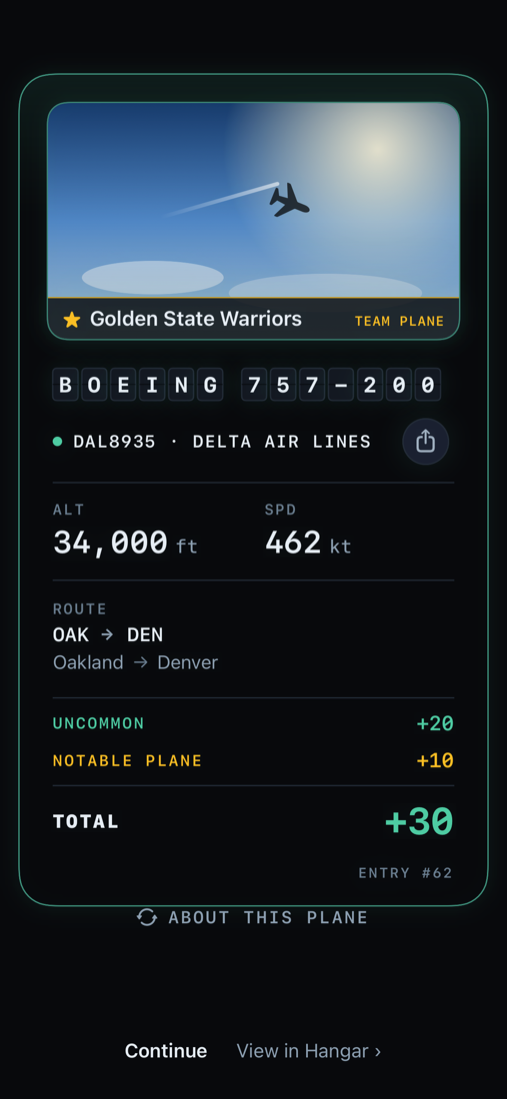 Golden State Warriors TEAM PLANE
BOEING 757-200
DAL8935 · DELTA AIR LINES
ALT SPD
34,000 ft 462 kt
ROUTE
OAK → DEN
Oakland → Denver
UNCOMMON +20
NOTABLE PLANE +10
TOTAL +30
ENTRY #62
ABOUT THIS PLANE
Continue View in Hangar ›